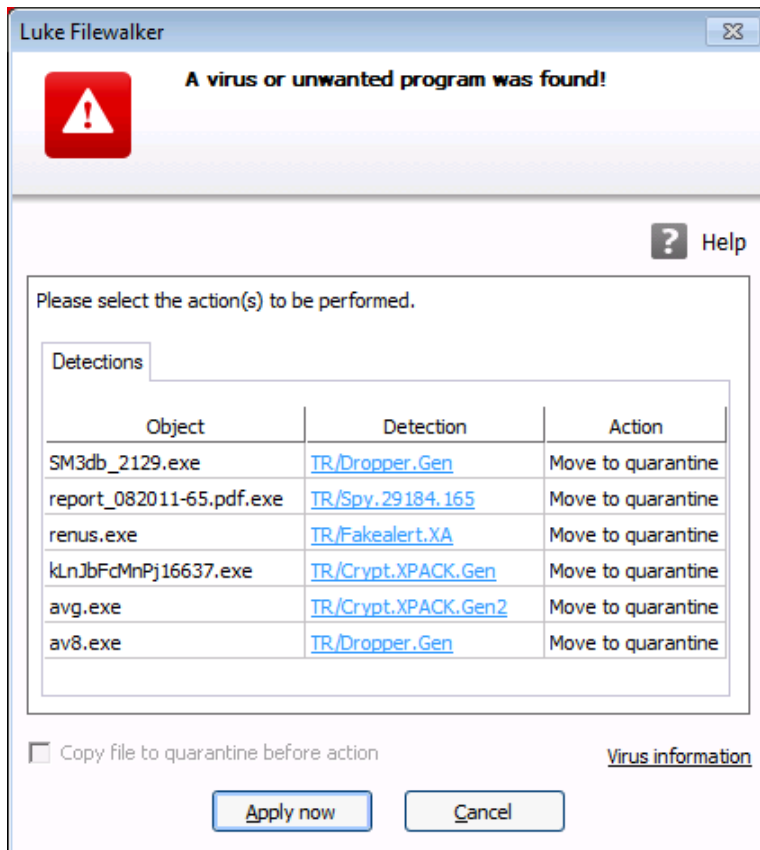 Luke Filewalker
A virus or unwanted program was found!
? Help
Please select the action(s) to be performed.
Detections
Object Detection Action
SM3db_2129.exe TR/Dropper.Gen Move to quarantine
report_082011-65.pdf.exe TR/Spy.29184.165 Move to quarantine
renus.exe TR/Fakealert.XA Move to quarantine
kLnJbFcMnPj16637.exe TR/Crypt.XPACK.Gen Move to quarantine
avg.exe TR/Crypt.XPACK.Gen2 Move to quarantine
av8.exe TR/Dropper.Gen Move to quarantine
Copy file to quarantine before action Virus information
Apply now Cancel